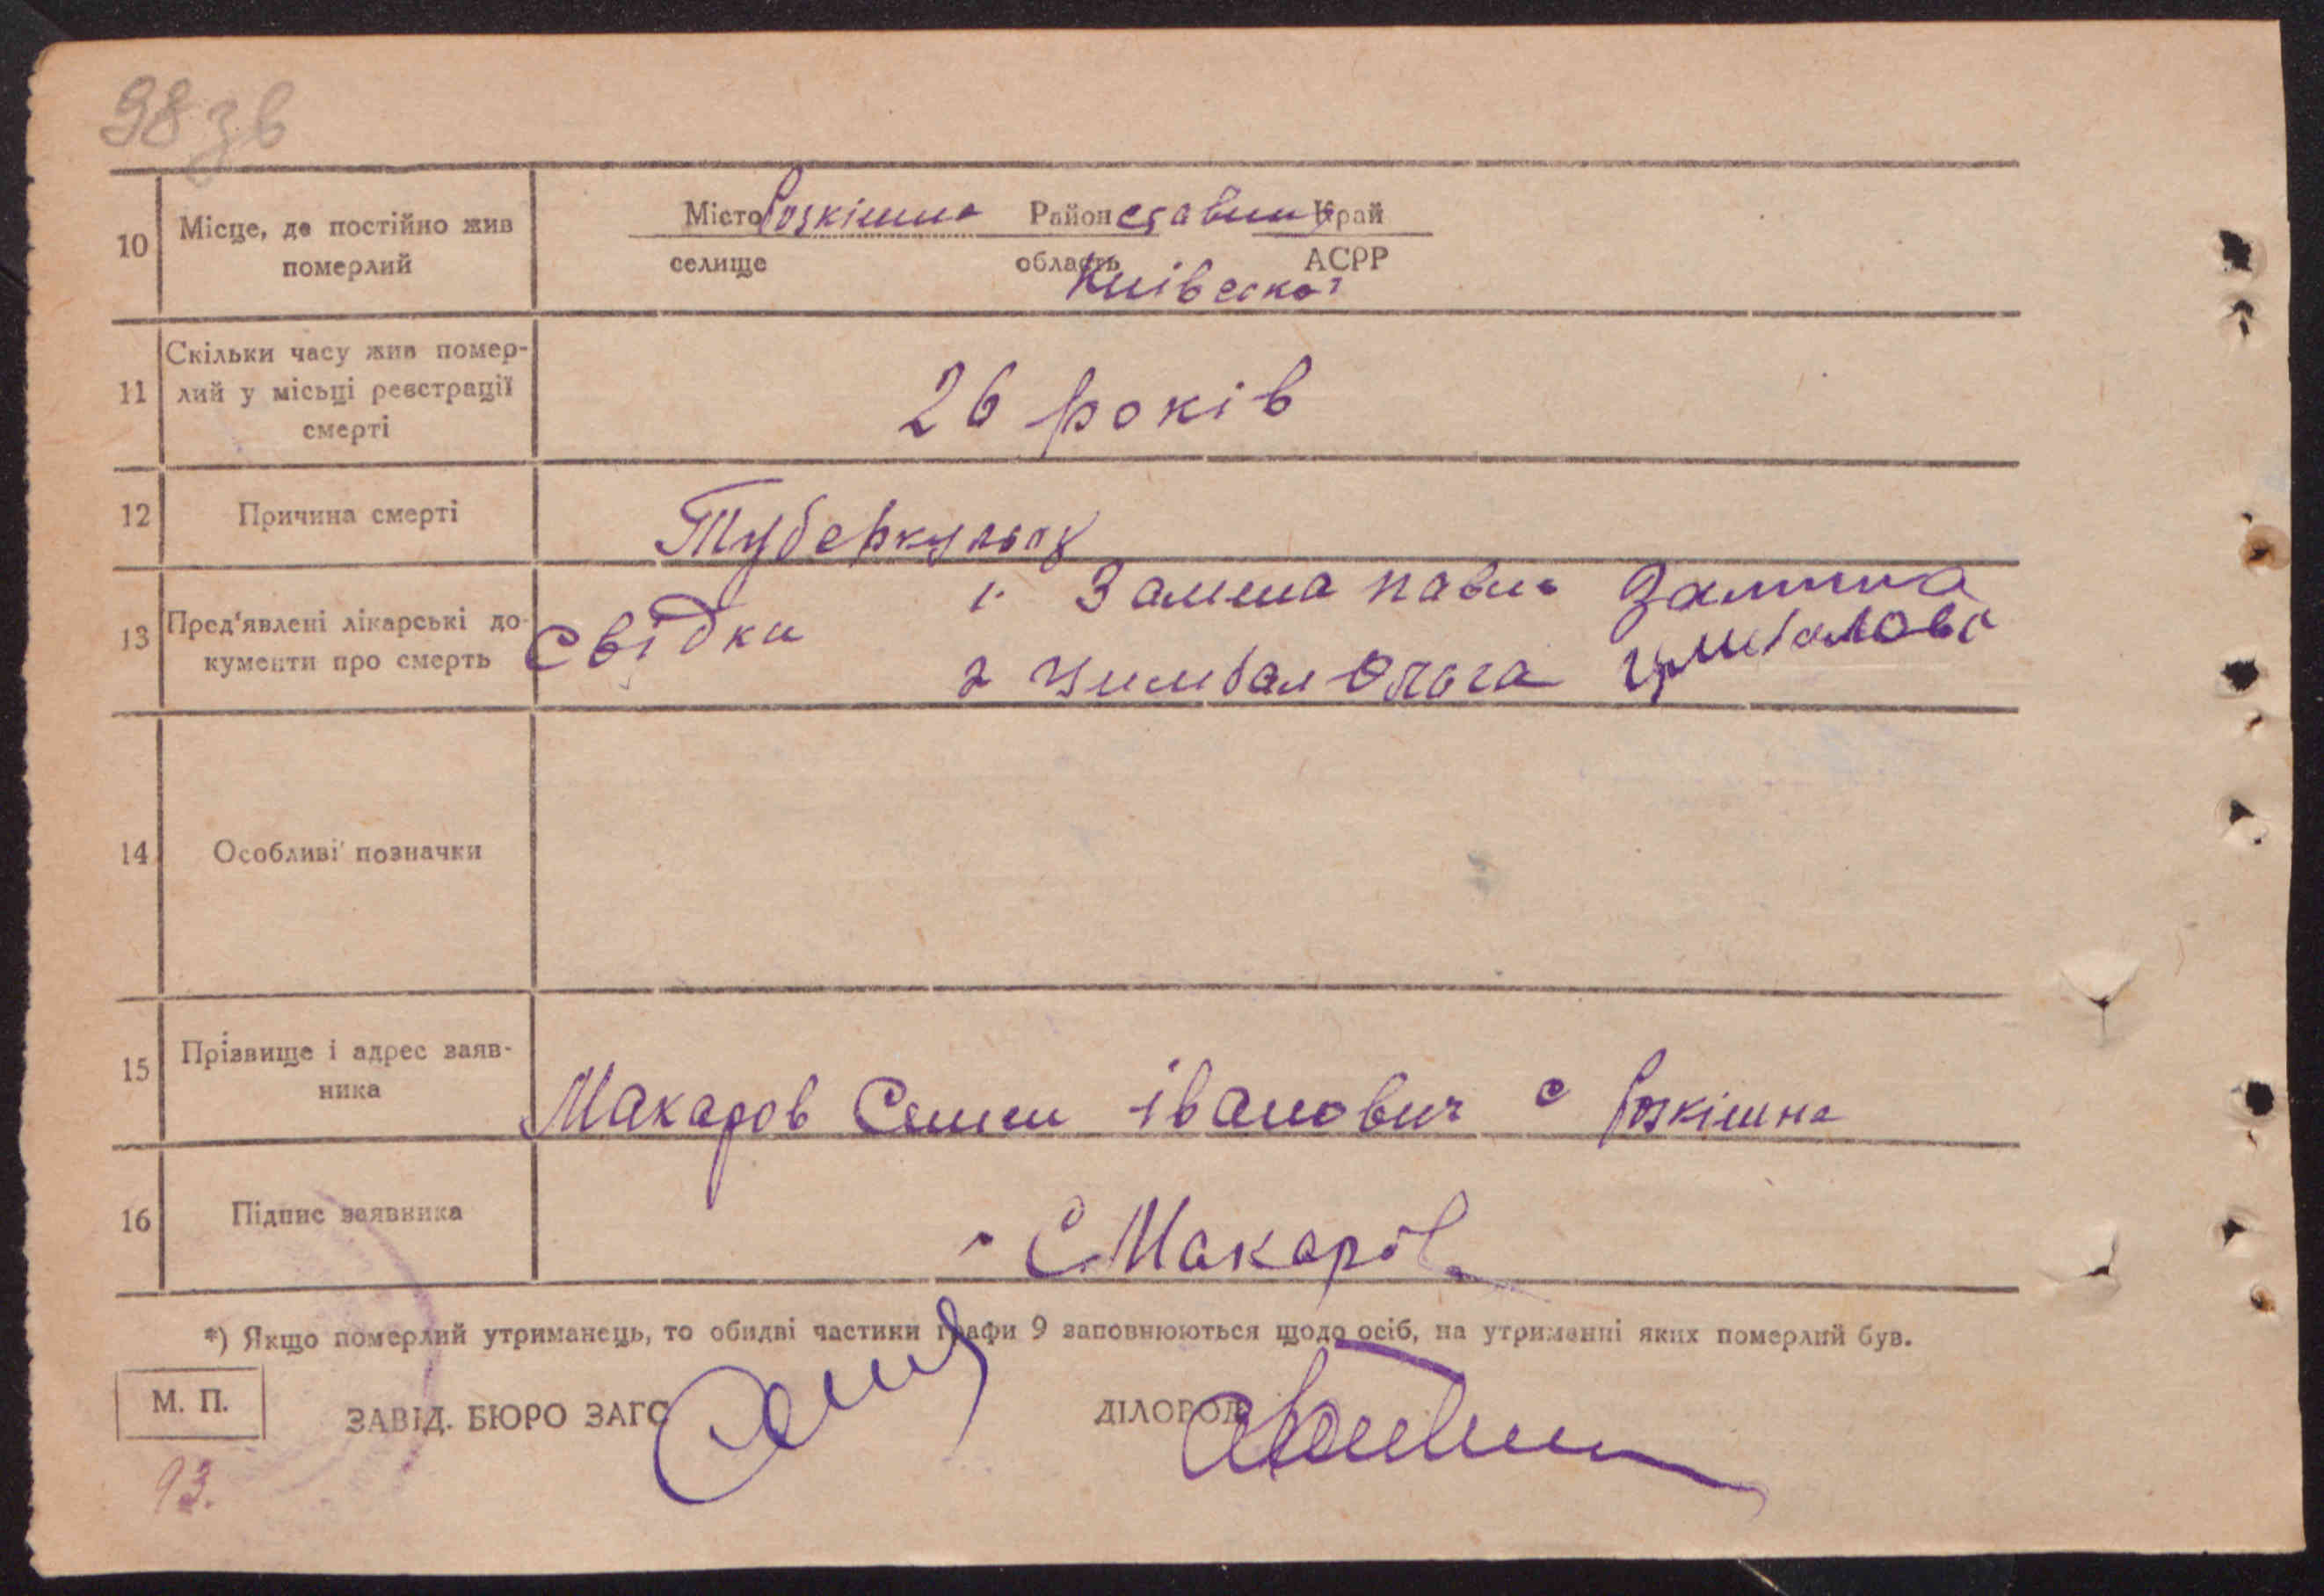 98 зв
10 Місце, де постійно жив померлий
Місто Розкішна Район Ставищ Край
селище область АСРР
Київської
11 Скільки часу жив помер-
лий у місьці реєстрації
смерті
26 років
12 Причина смерті
Туберкульоз
13 Пред'явлені лікарські до-
кументи про смерть
Свідки
1. Замша
2 Цимбал Ольга
14 Особливі позначки
15 Прізвище і адрес заяв-
ника
Макаров Семен Іванович с Розкішна
16 Підпис заявника
С. Макаров
*) Якщо померлий утриманець, то обидві частини графи 9 заповнюються щодо осіб, на утриманні яких померлий був.
М. П.
ЗАВІД. БЮРО ЗАГС
ДІЛОВОД
93.